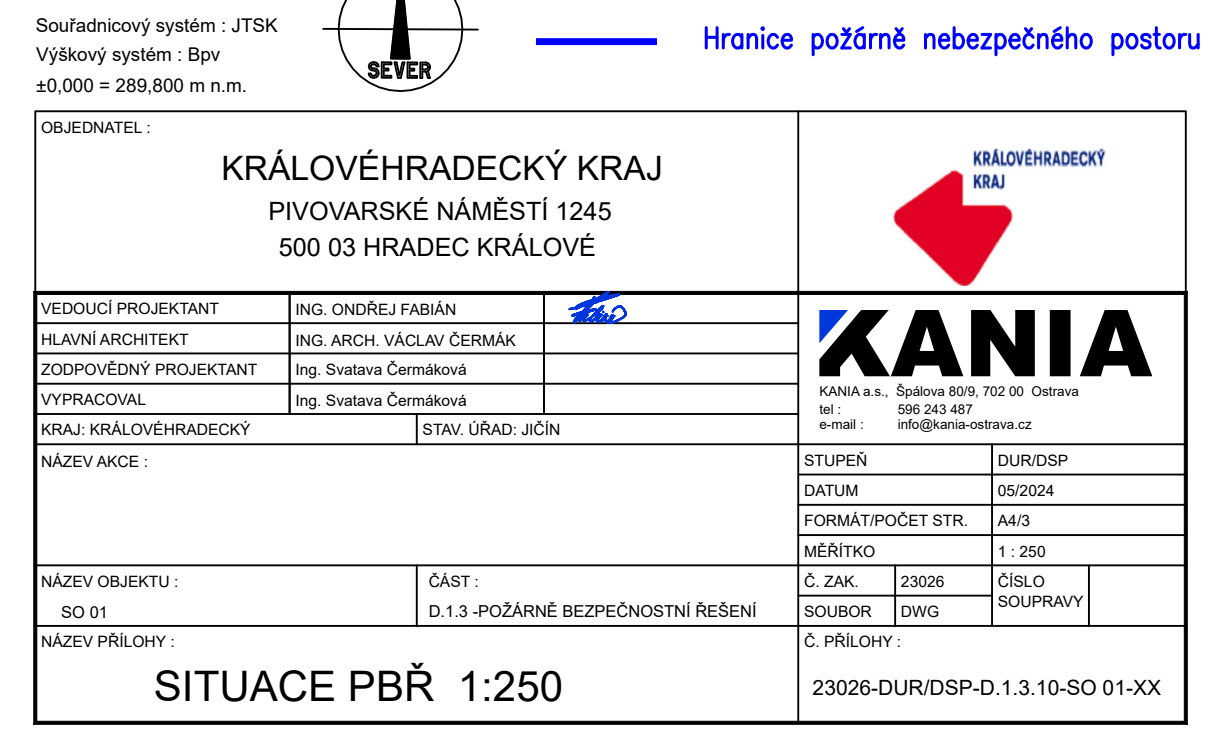 Souřadnicový systém : JTSK
Výškový systém : Bpv
±0,000 = 289,800 m n.m.
SEVER
Hranice požárně nebezpečného postoru
OBJEDNATEL :
KRÁLOVÉHRADECKÝ KRAJ
PIVOVARSKÉ NÁMĚSTÍ 1245
500 03 HRADEC KRÁLOVÉ
KRÁLOVÉHRADECKÝ
KRAJ
VEDOUCÍ PROJEKTANT ING. ONDŘEJ FABIÁN
HLAVNÍ ARCHITEKT ING. ARCH. VÁCLAV ČERMÁK
ZODPOVĚDNÝ PROJEKTANT Ing. Svatava Čermáková
VYPRACOVAL Ing. Svatava Čermáková
KRAJ: KRÁLOVÉHRADECKÝ STAV. ÚŘAD: JIČÍN
KANIA
KANIA a.s., Špálova 80/9, 702 00 Ostrava
tel : 596 243 487
e-mail : info@kania-ostrava.cz
NÁZEV AKCE :
STUPEŇ DUR/DSP
DATUM 05/2024
FORMÁT/POČET STR. A4/3
MĚŘÍTKO 1 : 250
NÁZEV OBJEKTU :
SO 01
ČÁST :
D.1.3 -POŽÁRNĚ BEZPEČNOSTNÍ ŘEŠENÍ
Č. ZAK. 23026
SOUBOR DWG
ČÍSLO
SOUPRAVY
NÁZEV PŘÍLOHY :
SITUACE PBŘ 1:250
Č. PŘÍLOHY :
23026-DUR/DSP-D.1.3.10-SO 01-XX